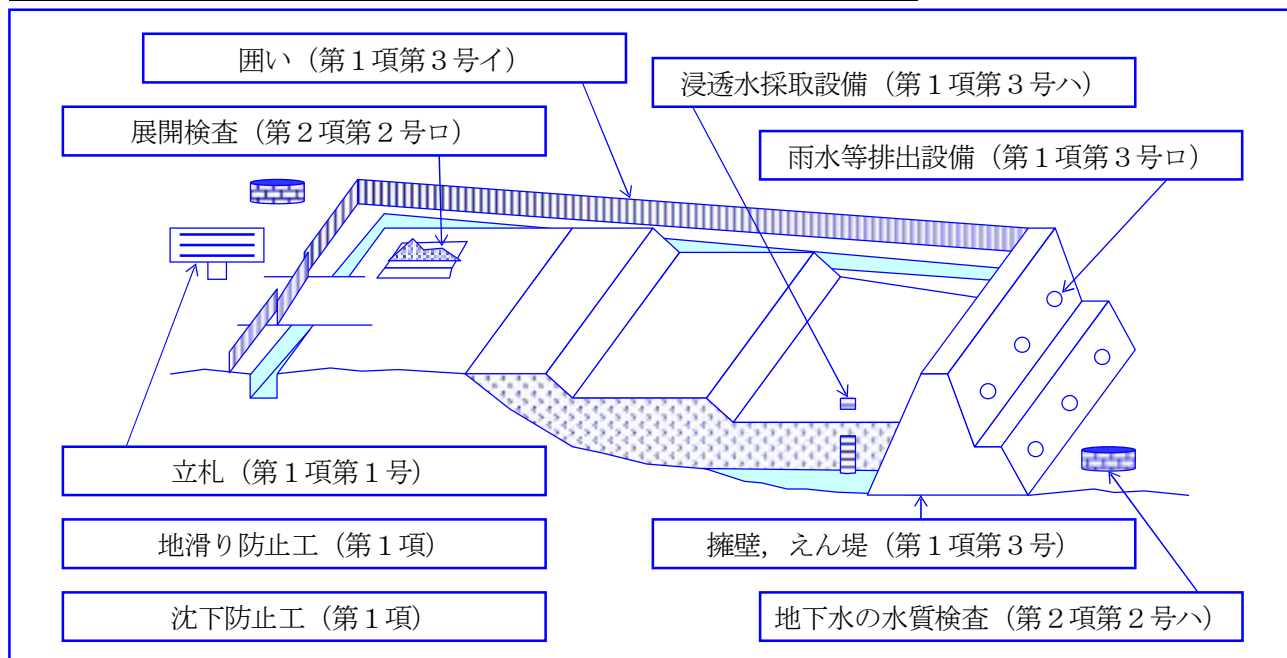 囲い（第１項第３号イ）
浸透水採取設備（第１項第３号ハ）
展開検査（第２項第２号ロ）
雨水等排出設備（第１項第３号ロ）
立札（第１項第１号）
地滑り防止工（第１項）
擁壁，えん堤（第１項第３号）
沈下防止工（第１項）
地下水の水質検査（第２項第２号ハ）